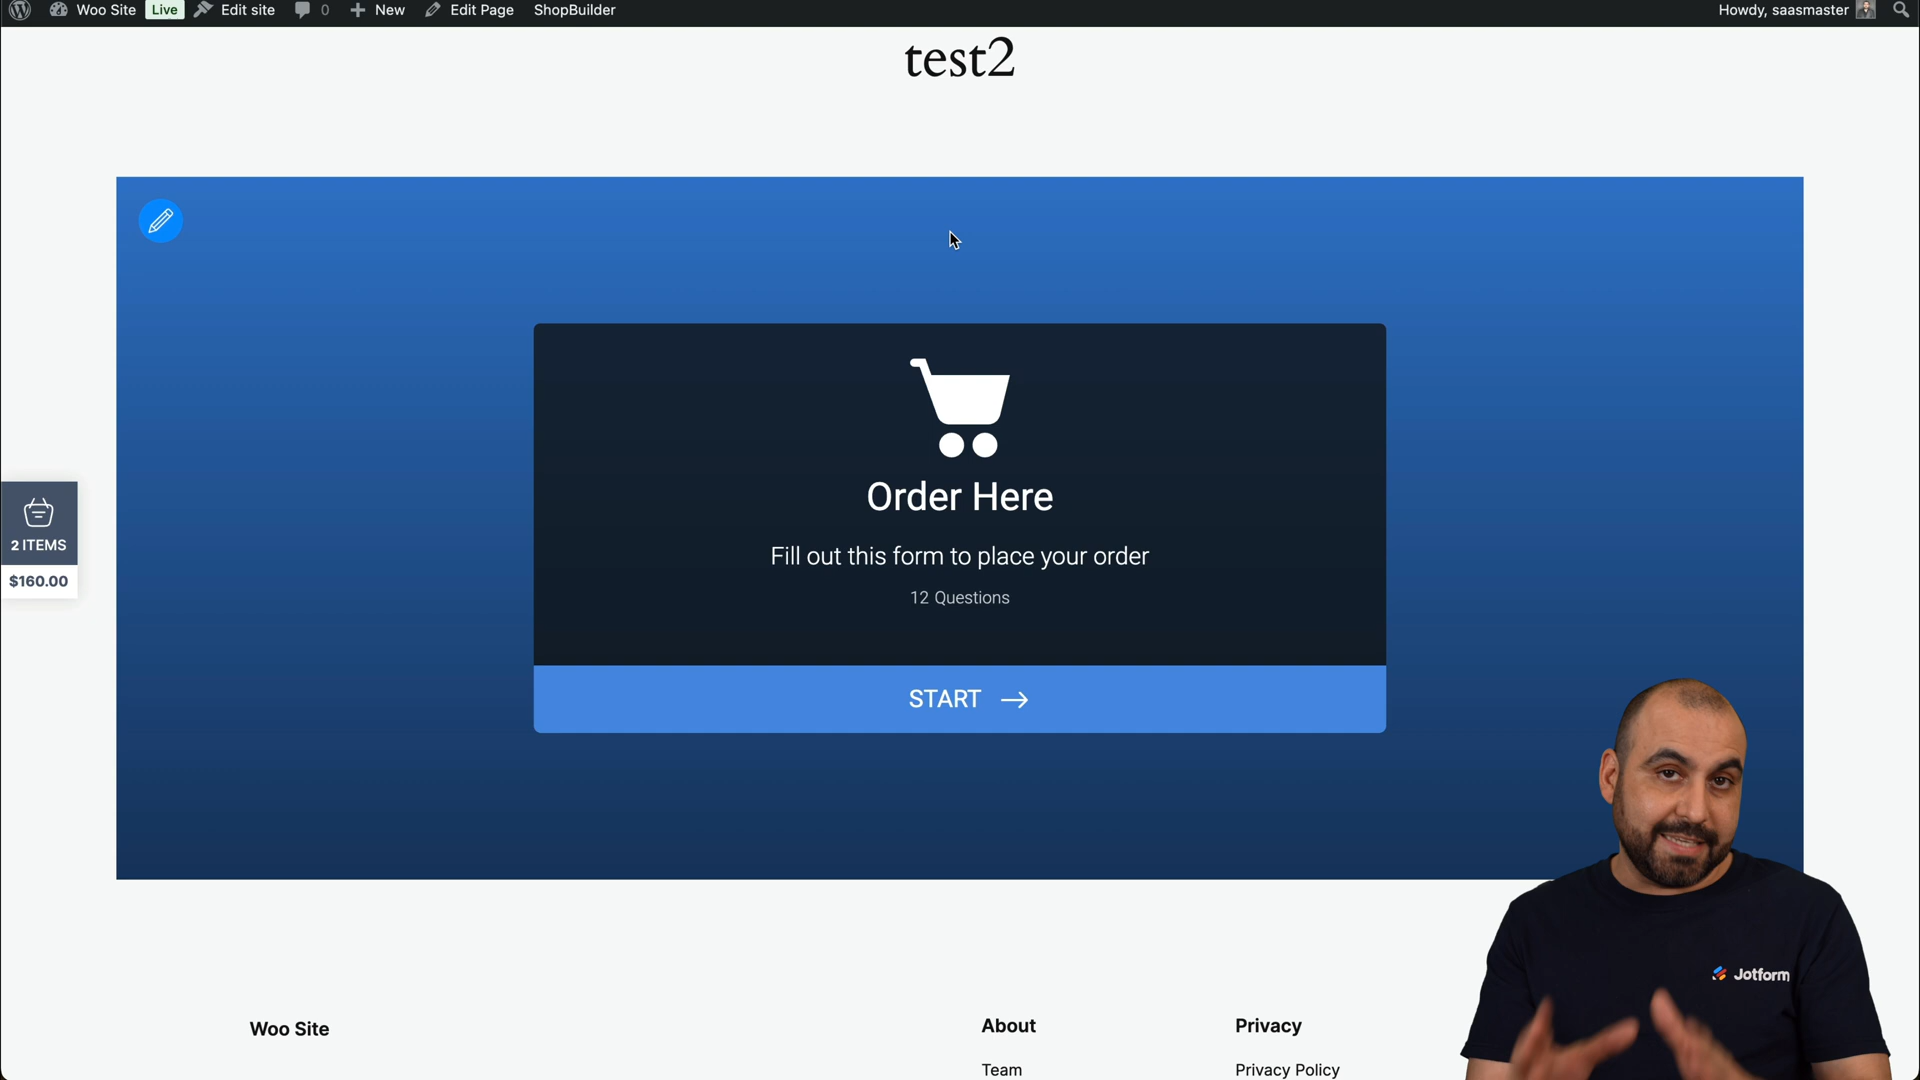 Woo Site Live Edit site 0 New Edit Page ShopBuilder Howdy, saasmaster
test2
2 ITEMS
$160.00
Order Here
Fill out this form to place your order
12 Questions
START
Jotform
Woo Site
About
Team
Privacy
Privacy Policy